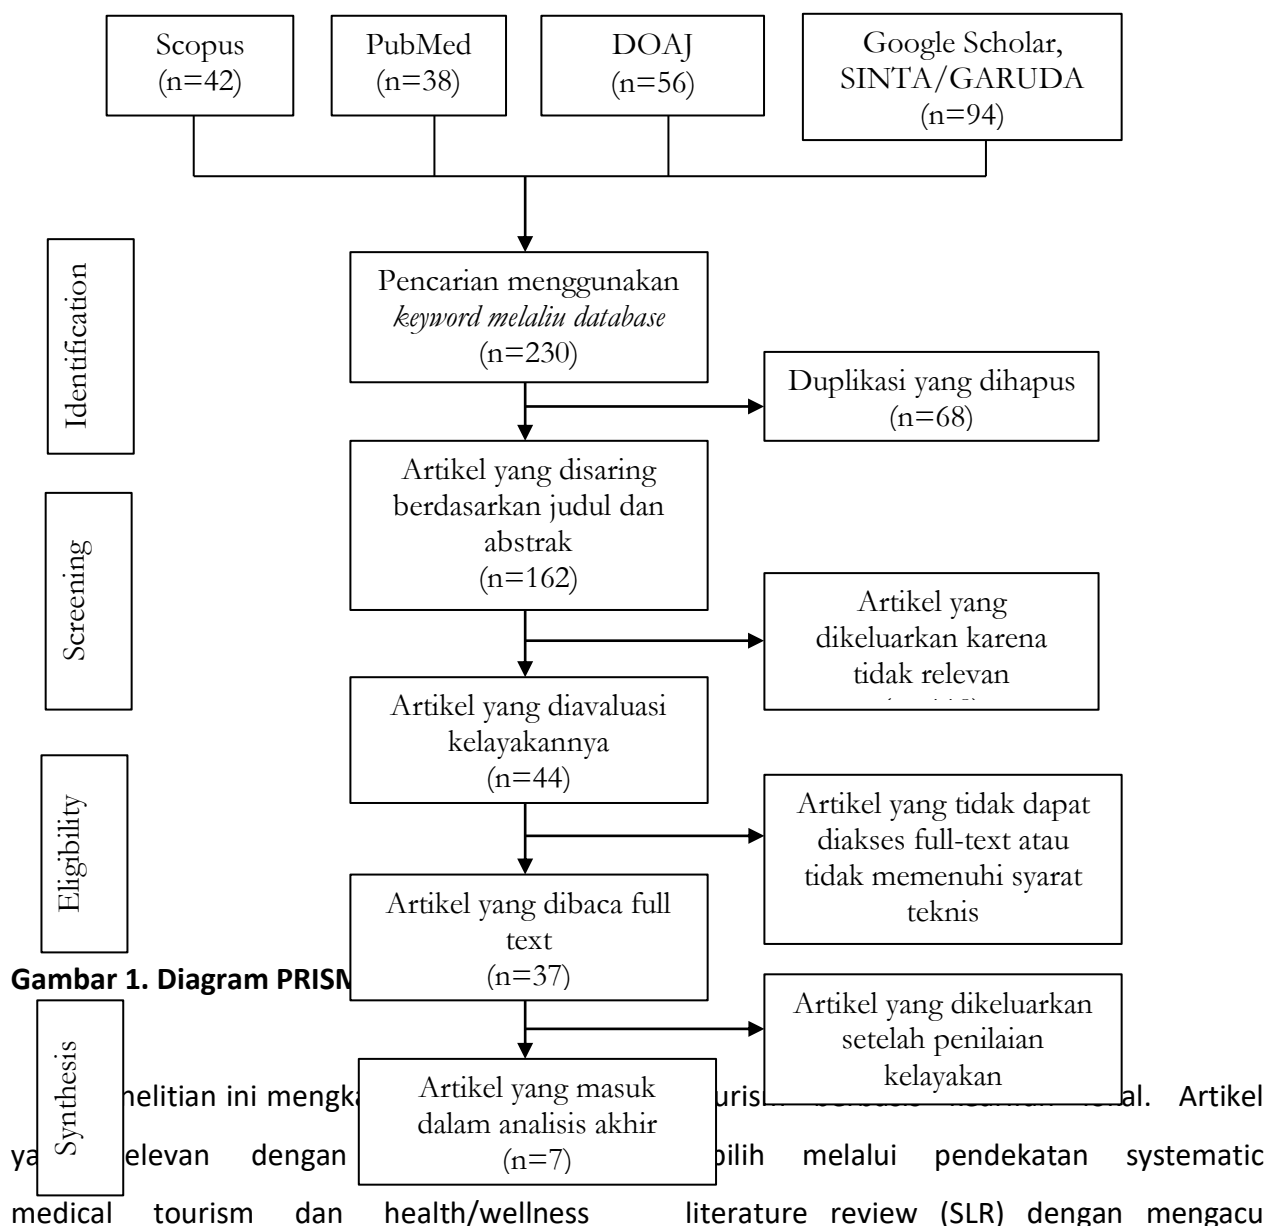 Scopus
(n=42)
PubMed
(n=38)
DOAJ
(n=56)
Google Scholar,
SINTA/GARUDA
(n=94)
Identification
Pencarian menggunakan
keyword melaliu database
(n=230)
Duplikasi yang dihapus
(n=68)
Screening
Artikel yang disaring
berdasarkan judul dan
abstrak
(n=162)
Artikel yang
dikeluarkan karena
tidak relevan
Artikel yang diavaluasi
kelayakannya
(n=44)
Eligibility
Artikel yang tidak dapat
diakses full-text atau
tidak memenuhi syarat
teknis
Artikel yang dibaca full
text
(n=37)
Gambar 1. Diagram PRISM
Synthesis
Artikel yang dikeluarkan
setelah penilaian
kelayakan
Artikel yang masuk
dalam analisis akhir
(n=7)
nelitian ini mengka urism al. Artikel
ya elevan dengan bilih melalui pendekatan systematic
medical tourism dan health/wellness literature review (SLR) dengan mengacu